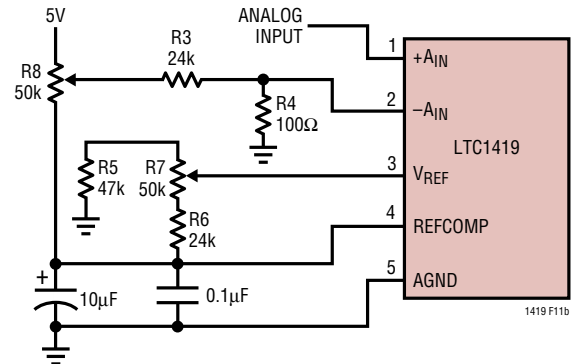 5V
ANALOG
INPUT
R3
24k
R8
50k
R4
100Ω
R5
47k
R7
50k
R6
24k
+
10µF
0.1µF
1
+AIN
2
–AIN
LTC1419
3
VREF
4
REFCOMP
5
AGND
1419 F11b